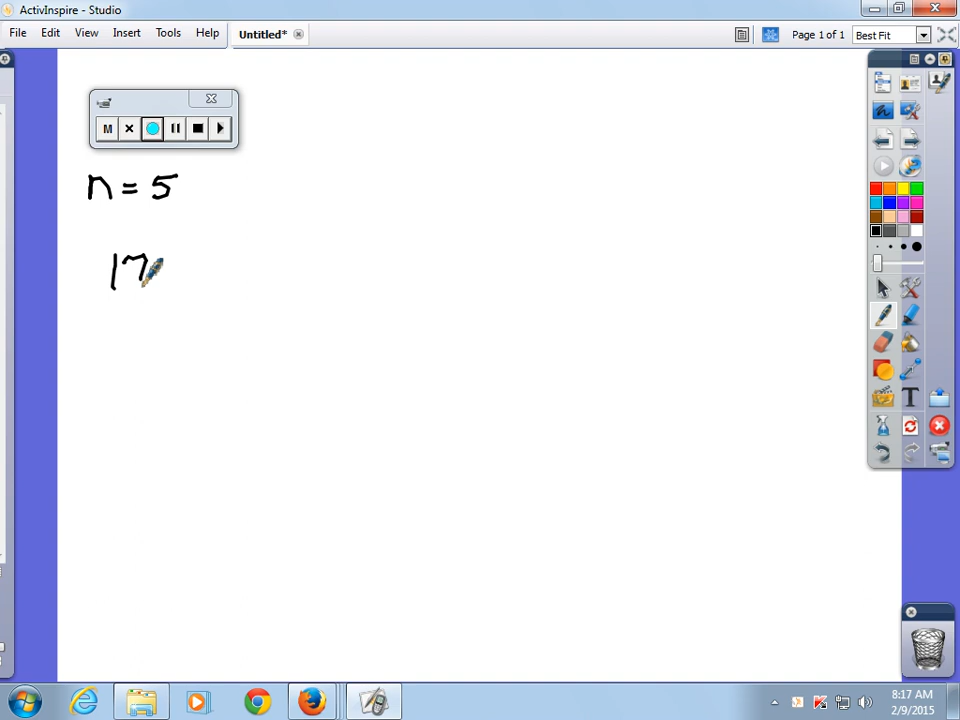 ActivInspire - Studio
File Edit View Insert Tools Help Untitled* Page 1 of 1 Best Fit
M
n = 5
17
T
8:17 AM
2/9/2015